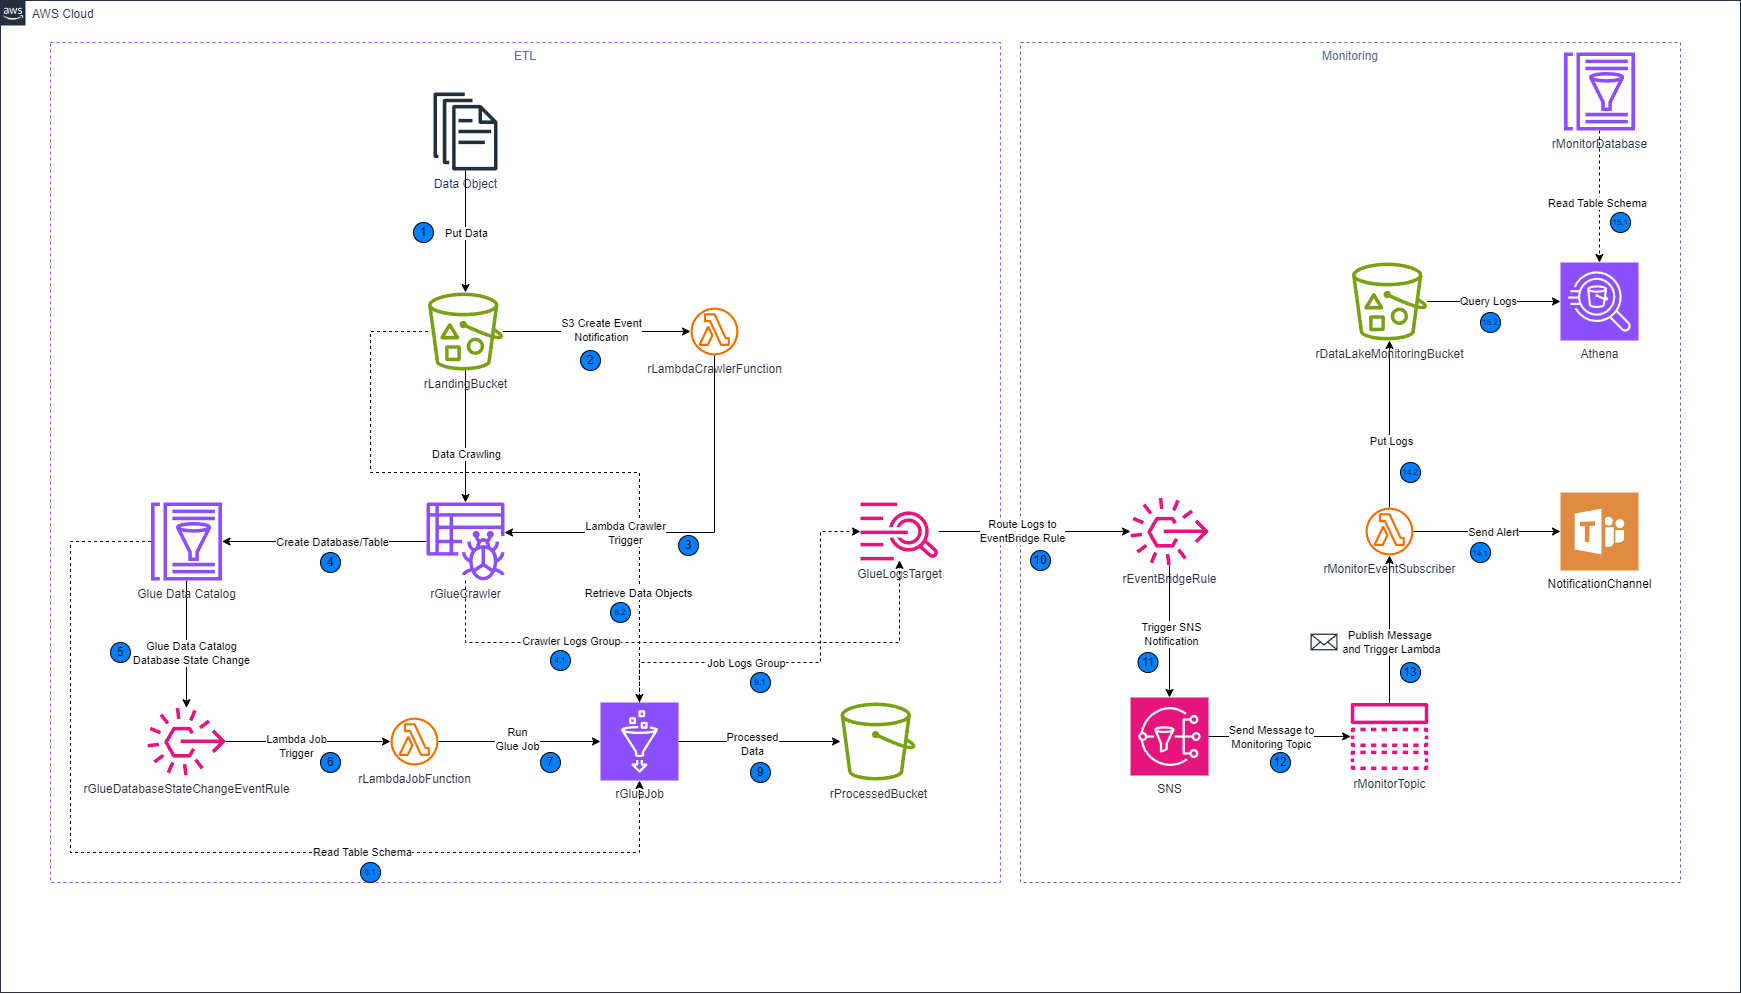 aws
AWS Cloud
ETL
Data Object
1
Put Data
rLandingBucket
S3 Create Event
Notification
2
rLambdaCrawlerFunction
Data Crawling
rGlueCrawler
Lambda Crawler
Trigger
3
Create Database/Table
4
Glue Data Catalog
5
Glue Data Catalog
Database State Change
Retrieve Data Objects
8.2
Crawler Logs Group
4.1
Job Logs Group
9.1
GlueLogsTarget
rGlueDatabaseStateChangeEventRule
Lambda Job
Trigger
6
rLambdaJobFunction
Run
Glue Job
7
rGlueJob
Processed
Data
9
rProcessedBucket
Read Table Schema
8.1
Route Logs to
EventBridge Rule
10
Monitoring
rMonitorDatabase
Read Table Schema
15.1
rDataLakeMonitoringBucket
Query Logs
15.2
Athena
Put Logs
14.2
rEventBridgeRule
rMonitorEventSubscriber
Send Alert
14.1
T
NotificationChannel
Trigger SNS
Notification
11
Publish Message
and Trigger Lambda
13
SNS
Send Message to
Monitoring Topic
12
rMonitorTopic